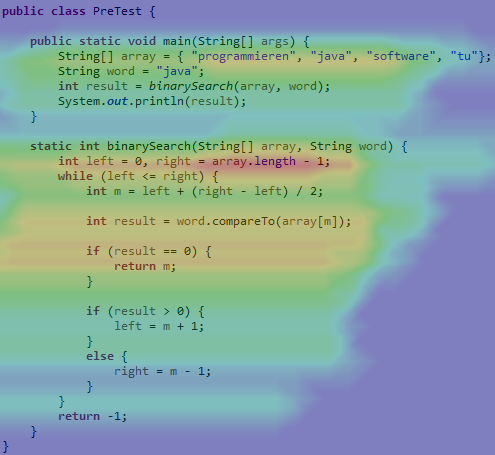 public class PreTest {
public static void main(String[] args) {
String[] array = { "programmieren", "java", "software", "tu"};
String word = "java";
int result = binarySearch(array, word);
System.out.println(result);
}
static int binarySearch(String[] array, String word) {
int left = 0, right = array.length - 1;
while (left <= right) {
int m = left + (right - left) / 2;
int result = word.compareTo(array[m]);
if (result == 0) {
return m;
}
if (result > 0) {
left = m + 1;
}
else {
right = m - 1;
}
}
return -1;
}
}